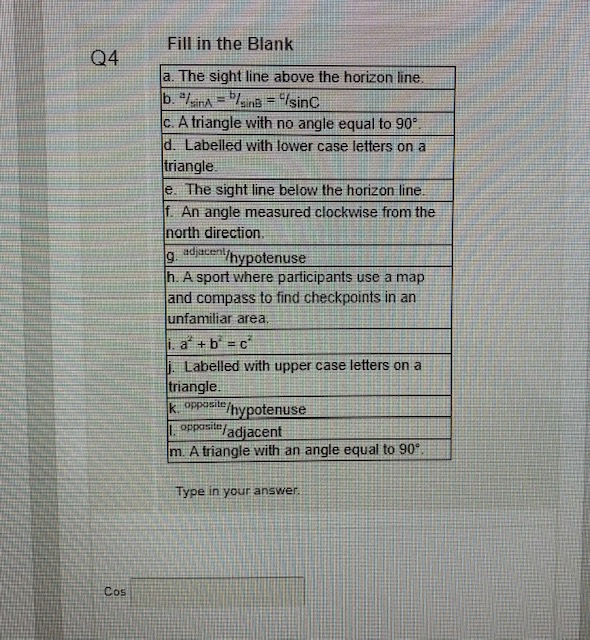 Q4
Fill in the Blank
a. The sight line above the horizon line.
b. a/sinA = b/sinB = c/sinC
c. A triangle with no angle equal to 90°.
d. Labelled with lower case letters on a
triangle.
e. The sight line below the horizon line.
f. An angle measured clockwise from the
north direction.
g. adjacent/hypotenuse
h. A sport where participants use a map
and compass to find checkpoints in an
unfamiliar area.
i. a² + b² = c²
j. Labelled with upper case letters on a
triangle.
k. opposite/hypotenuse
l. opposite/adjacent
m. A triangle with an angle equal to 90°.
Type in your answer.
Cos